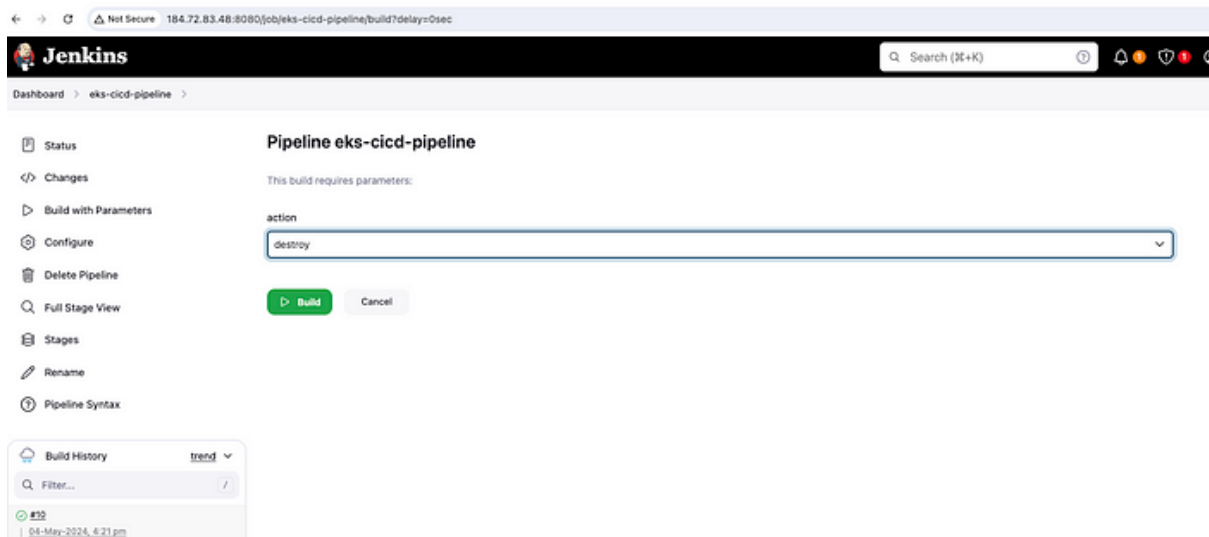 Not Secure 184.72.83.48:8080/job/eks-cicd-pipeline/build?delay=0sec
Jenkins
Search (⌘+K)
1
1
Dashboard > eks-cicd-pipeline >
Status
Changes
Build with Parameters
Configure
Delete Pipeline
Full Stage View
Stages
Rename
Pipeline Syntax
Pipeline eks-cicd-pipeline
This build requires parameters:
action
destroy
Build
Cancel
Build History trend
Filter... /
#10
04-May-2024, 4:21 pm